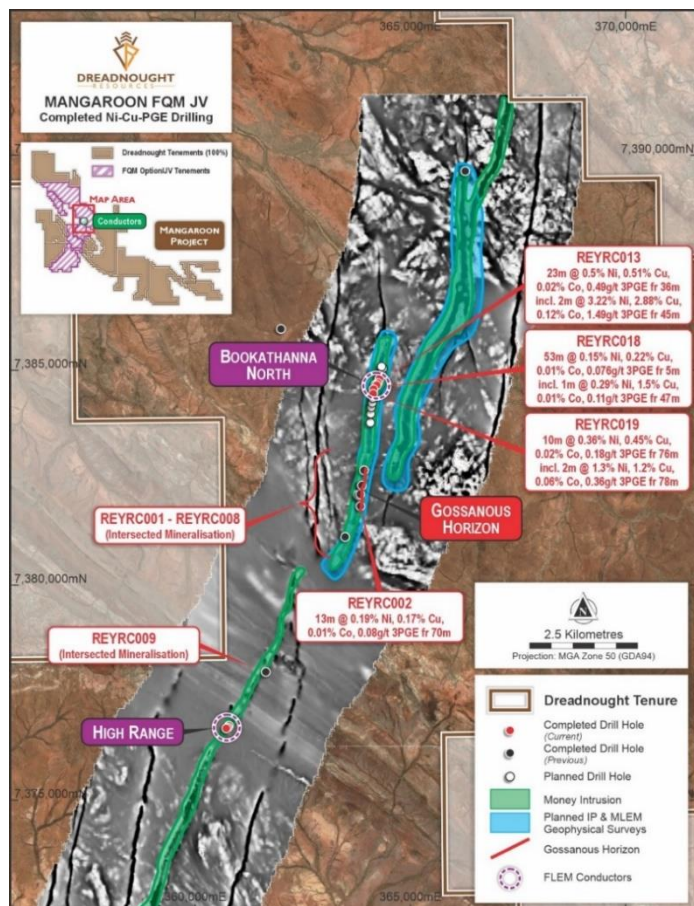 365,000mE
370,000mE
DREADNOUGHT
RESOURCES
MANGAROON FQM JV
Completed Ni-Cu-PGE Drilling
Dreadnought Tenements (100%)
FQM Option/JV Tenements
MAP AREA
Conductors
MANGAROON
PROJECT
7,390,000mN
REYRC013
23m @ 0.5% Ni, 0.51% Cu,
0.02% Co, 0.49g/t 3PGE fr 36m
incl. 2m @ 3.22% Ni, 2.88% Cu,
0.12% Co, 1.49g/t 3PGE fr 45m
REYRC018
53m @ 0.15% Ni, 0.22% Cu,
0.01% Co, 0.076g/t 3PGE fr 5m
incl. 1m @ 0.29% Ni, 1.5% Cu,
0.01% Co, 0.11g/t 3PGE fr 47m
7,385,000mN
BOOKATHANNA
NORTH
REYRC019
10m @ 0.36% Ni, 0.45% Cu,
0.02% Co, 0.18g/t 3PGE fr 76m
incl. 2m @ 1.3% Ni, 1.2% Cu,
0.06% Co, 0.36g/t 3PGE fr 78m
GOSSANOUS
HORIZON
REYRC001 - REYRC008
(Intersected Mineralisation)
7,380,000mN
REYRC002
13m @ 0.19% Ni, 0.17% Cu,
0.01% Co, 0.08g/t 3PGE fr 70m
REYRC009
(Intersected Mineralisation)
HIGH RANGE
7,375,000mN
360,000mE
365,000mE
N
2.5 Kilometres
Projection: MGA Zone 50 (GDA94)
Dreadnought Tenure
Completed Drill Hole
(Current)
Completed Drill Hole
(Previous)
Planned Drill Hole
Money Intrusion
Planned IP & MLEM
Geophysical Surveys
Gossanous Horizon
FLEM Conductors